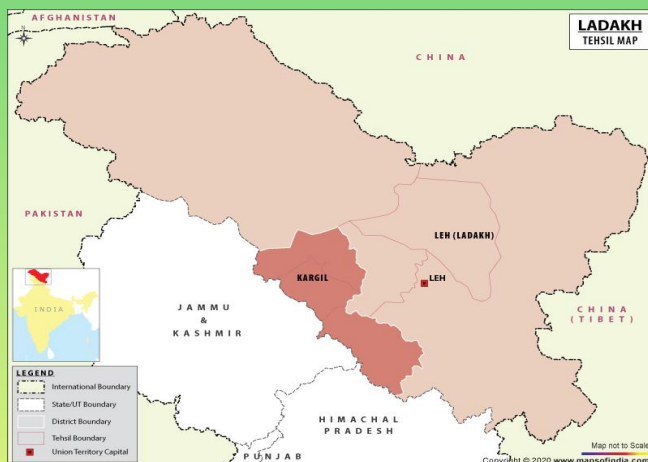 AFGHANISTAN
N
LADAKH
TEHSIL MAP
CHINA
PAKISTAN
LEH (LADAKH)
KARGIL
LEH
INDIA
JAMMU
&
KASHMIR
CHINA
(TIBET)
LEGEND
International Boundary
State/UT Boundary
District Boundary
Tehsil Boundary
Union Territory Capital
HIMACHAL
PRADESH
PUNJAB
Map not to Scale
Copyright © 2020 www.mapsofindia.com